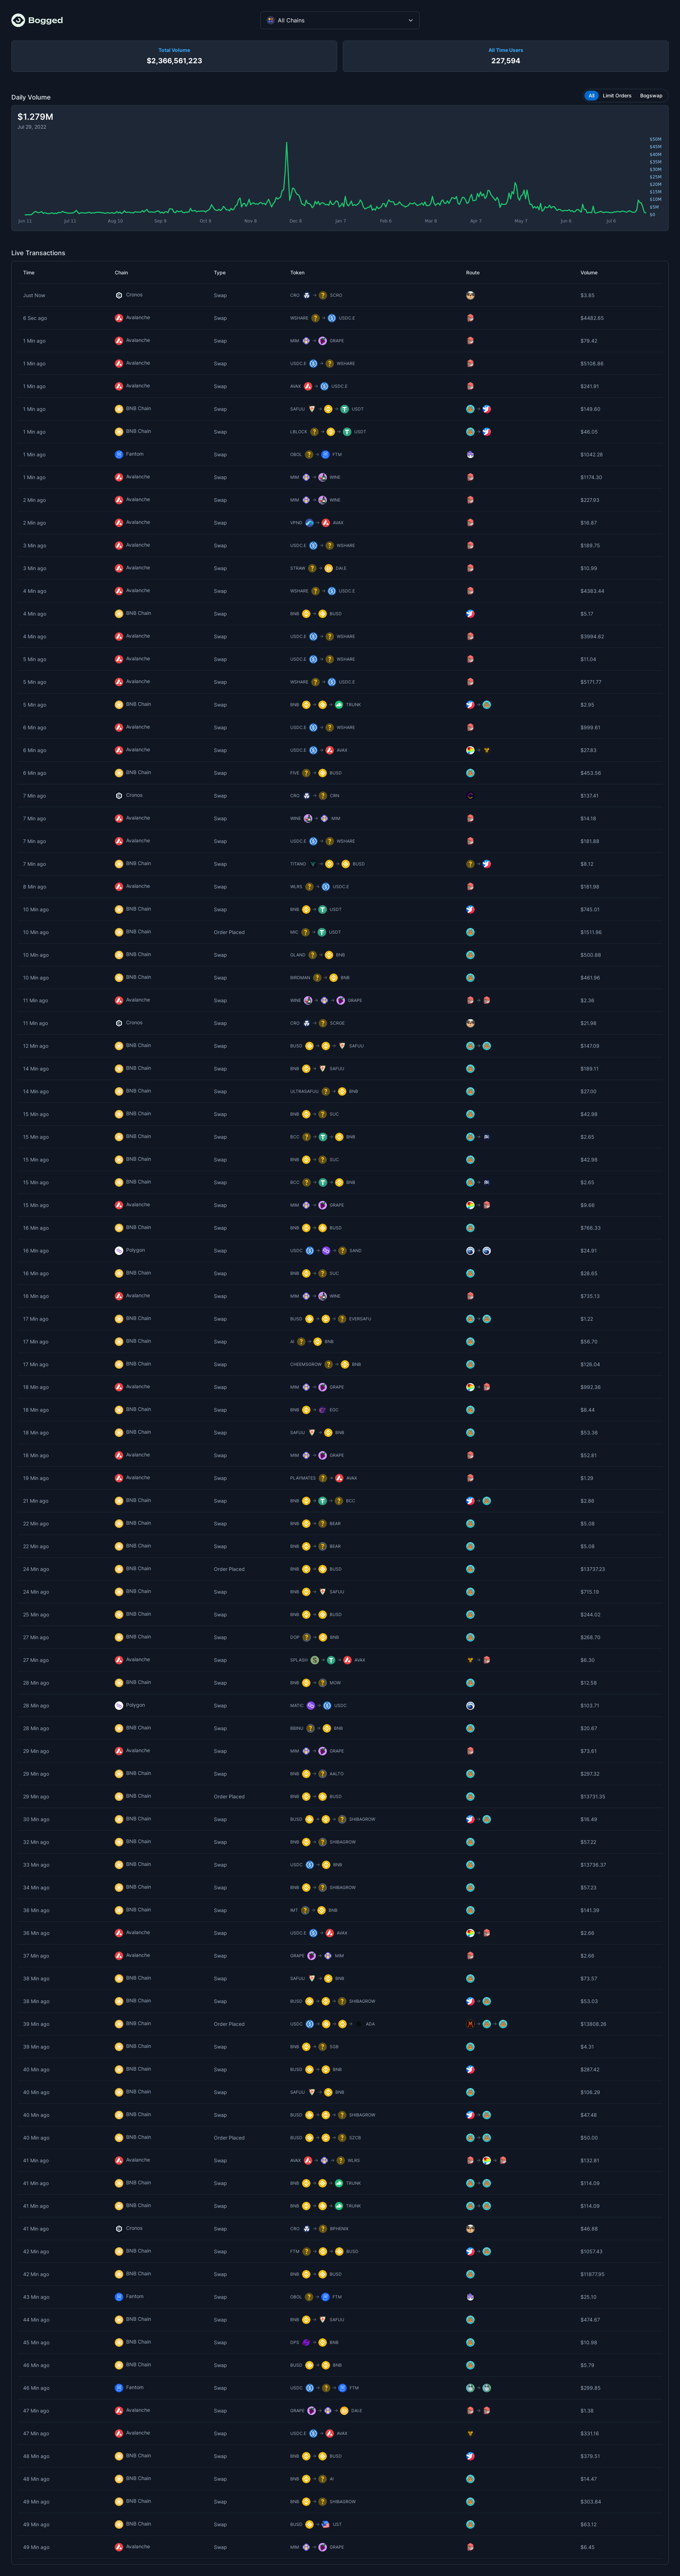 Bogged
All Chains
Total Volume
$2,366,561,223
All Time Users
227,594
Daily Volume
All Limit Orders Bogswap
$1.279M
Jul 29, 2022
$50M
$45M
$40M
$35M
$30M
$25M
$20M
$15M
$10M
$5M
$0
Jun 11 Jul 11 Aug 10 Sep 9 Oct 9 Nov 8 Dec 8 Jan 7 Feb 6 Mar 8 Apr 7 May 7 Jun 6 Jul 6
Live Transactions
Time Chain Type Token Route Volume
Just Now Cronos Swap CRO → SCRO $3.85
6 Sec ago Avalanche Swap WSHARE → USDC.E $4482.65
1 Min ago Avalanche Swap MIM → GRAPE $78.42
1 Min ago Avalanche Swap USDC.E → WSHARE $5108.86
1 Min ago Avalanche Swap AVAX → USDC.E $241.91
1 Min ago BNB Chain Swap SAFUU → → USDT → $149.60
1 Min ago BNB Chain Swap LBLOCK → → USDT → $46.05
1 Min ago Fantom Swap OBOL → FTM $1042.28
1 Min ago Avalanche Swap MIM → WINE $1174.30
2 Min ago Avalanche Swap MIM → WINE $227.63
2 Min ago Avalanche Swap VPND → AVAX $16.87
3 Min ago Avalanche Swap USDC.E → WSHARE $169.75
3 Min ago Avalanche Swap STRAW → DALE $10.99
4 Min ago Avalanche Swap WSHARE → USDC.E $4383.44
4 Min ago BNB Chain Swap BNB → BUSD $5.17
4 Min ago Avalanche Swap USDC.E → WSHARE $3994.62
5 Min ago Avalanche Swap USDC.E → WSHARE $11.04
5 Min ago Avalanche Swap WSHARE → USDC.E $5171.77
5 Min ago BNB Chain Swap BNB → → TRUNK → $2.95
6 Min ago Avalanche Swap USDC.E → WSHARE $999.61
6 Min ago Avalanche Swap USDC.E → AVAX → $27.83
6 Min ago BNB Chain Swap FIVE → BUSD $453.56
7 Min ago Cronos Swap CRO → CRN $137.41
7 Min ago Avalanche Swap WINE → MIM $14.18
7 Min ago Avalanche Swap USDC.E → WSHARE $181.88
7 Min ago BNB Chain Swap TITANO → → BUSD → $8.12
8 Min ago Avalanche Swap WLRS → USDC.E $181.98
10 Min ago BNB Chain Swap BNB → USDT $745.01
10 Min ago BNB Chain Order Placed MIC → USDT $1511.96
10 Min ago BNB Chain Swap GLAND → BNB $500.88
10 Min ago BNB Chain Swap BIRDMAN → BNB $461.96
11 Min ago Avalanche Swap WINE → → GRAPE → $2.36
11 Min ago Cronos Swap CRO → SCRGE $21.98
12 Min ago BNB Chain Swap BUSD → → SAFUU → $147.09
14 Min ago BNB Chain Swap BNB → SAFUU $189.11
14 Min ago BNB Chain Swap ULTRASAFUU → BNB $27.00
15 Min ago BNB Chain Swap BNB → SUC $42.98
15 Min ago BNB Chain Swap BCC → → BNB → $2.65
15 Min ago BNB Chain Swap BNB → SUC $42.98
15 Min ago BNB Chain Swap BCC → → BNB → $2.65
15 Min ago Avalanche Swap MIM → GRAPE → $9.66
16 Min ago BNB Chain Swap BNB → BUSD $766.33
16 Min ago Polygon Swap USDC → → SAND → $24.91
16 Min ago BNB Chain Swap BNB → SUC $28.65
16 Min ago Avalanche Swap MIM → WINE $735.13
17 Min ago BNB Chain Swap BUSD → → EVERSAFU → $1.22
17 Min ago BNB Chain Swap AI → BNB $56.70
17 Min ago BNB Chain Swap CHEEMSGROW → BNB $126.04
18 Min ago Avalanche Swap MIM → GRAPE → $992.36
18 Min ago BNB Chain Swap BNB → EGC $8.44
18 Min ago BNB Chain Swap SAFUU → BNB $53.36
18 Min ago Avalanche Swap MIM → GRAPE $52.81
19 Min ago Avalanche Swap PLAYMATES → AVAX $1.29
21 Min ago BNB Chain Swap BNB → → BCC → $2.86
22 Min ago BNB Chain Swap BNB → BEAR $5.08
22 Min ago BNB Chain Swap BNB → BEAR $5.08
24 Min ago BNB Chain Order Placed BNB → BUSD $13737.23
24 Min ago BNB Chain Swap BNB → SAFUU $715.19
25 Min ago BNB Chain Swap BNB → BUSD $244.02
27 Min ago BNB Chain Swap DOP → BNB $268.70
27 Min ago Avalanche Swap SPLASH → → AVAX → $6.30
28 Min ago BNB Chain Swap BNB → MOW $12.58
28 Min ago Polygon Swap MATIC → USDC $103.71
28 Min ago BNB Chain Swap BBINU → BNB $20.67
29 Min ago Avalanche Swap MIM → GRAPE $73.61
29 Min ago BNB Chain Swap BNB → AALTO $297.32
29 Min ago BNB Chain Order Placed BNB → BUSD $13731.35
30 Min ago BNB Chain Swap BUSD → → SHIBAGROW → $16.49
32 Min ago BNB Chain Swap BNB → SHIBAGROW $57.22
33 Min ago BNB Chain Swap USDC → BNB $13736.37
34 Min ago BNB Chain Swap BNB → SHIBAGROW $57.23
36 Min ago BNB Chain Swap IMT → BNB $141.39
36 Min ago Avalanche Swap USDC.E → AVAX → $2.66
37 Min ago Avalanche Swap GRAPE → MIM $2.66
38 Min ago BNB Chain Swap SAFUU → BNB $73.57
38 Min ago BNB Chain Swap BUSD → → SHIBAGROW → $53.03
39 Min ago BNB Chain Order Placed USDC → → → ADA → → $13808.26
39 Min ago BNB Chain Swap BNB → SSB $4.31
40 Min ago BNB Chain Swap BUSD → BNB $287.42
40 Min ago BNB Chain Swap SAFUU → BNB $106.29
40 Min ago BNB Chain Swap BUSD → → SHIBAGROW → $47.48
40 Min ago BNB Chain Order Placed BUSD → → SZCB → $50.00
41 Min ago Avalanche Swap AVAX → → WLRS → → $132.81
41 Min ago BNB Chain Swap BNB → → TRUNK → $114.09
41 Min ago BNB Chain Swap BNB → → TRUNK → $114.09
41 Min ago Cronos Swap CRO → BPHENIX $46.88
42 Min ago BNB Chain Swap FTM → → BUSD → $1057.43
42 Min ago BNB Chain Swap BNB → BUSD $11877.95
43 Min ago Fantom Swap OBOL → FTM $25.10
44 Min ago BNB Chain Swap BNB → SAFUU $474.67
45 Min ago BNB Chain Swap DPS → BNB $10.98
46 Min ago BNB Chain Swap BUSD → BNB $5.79
46 Min ago Fantom Swap USDC → → FTM → $299.85
47 Min ago Avalanche Swap GRAPE → → DALE → $1.38
47 Min ago Avalanche Swap USDC.E → AVAX $331.16
48 Min ago BNB Chain Swap BNB → BUSD $379.51
48 Min ago BNB Chain Swap BNB → AI $14.47
49 Min ago BNB Chain Swap BNB → SHIBAGROW $303.84
49 Min ago BNB Chain Swap BUSD → UST $93.12
49 Min ago Avalanche Swap MIM → GRAPE $6.45